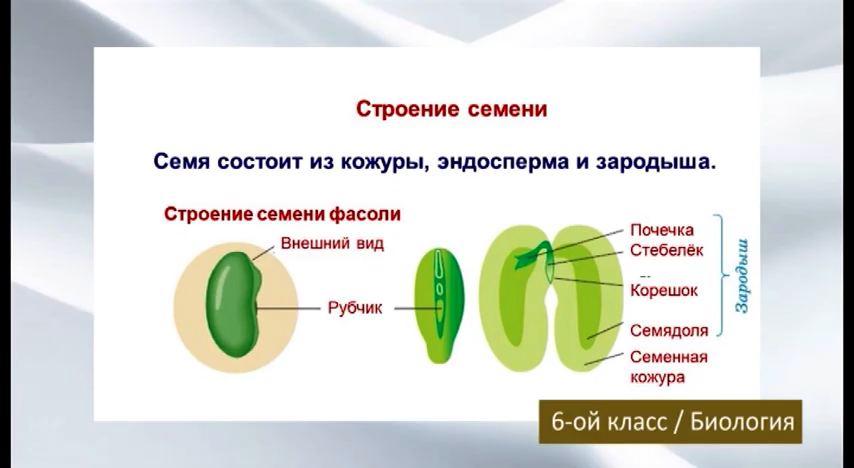 Строение семени
Семя состоит из кожуры, эндосперма и зародыша.
Строение семени фасоли
Внешний вид
Рубчик
Почечка
Стебелёк
Корешок
Семядоля
Семенная
кожура
Зародыш
6-ой класс / Биология